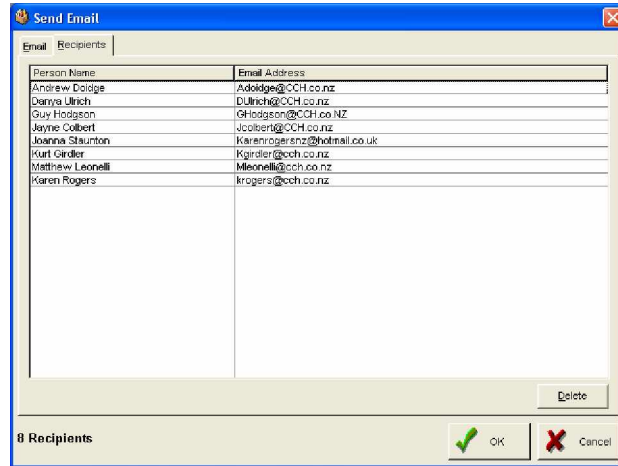 Send Email
Email Recipients
Person Name Email Address
Andrew Doidge Adoidge@CCH.co.nz
Danya Ulrich DUlrich@CCH.co.nz
Guy Hodgson GHodgson@CCH.co.NZ
Jayne Colbert Jcolbert@CCH.co.nz
Joanna Staunton Karenrogersnz@hotmail.co.uk
Kurt Girdler Kgirdler@cch.co.nz
Matthew Leonelli Mleonelli@cch.co.nz
Karen Rogers krogers@cch.co.nz
Delete
8 Recipients OK Cancel